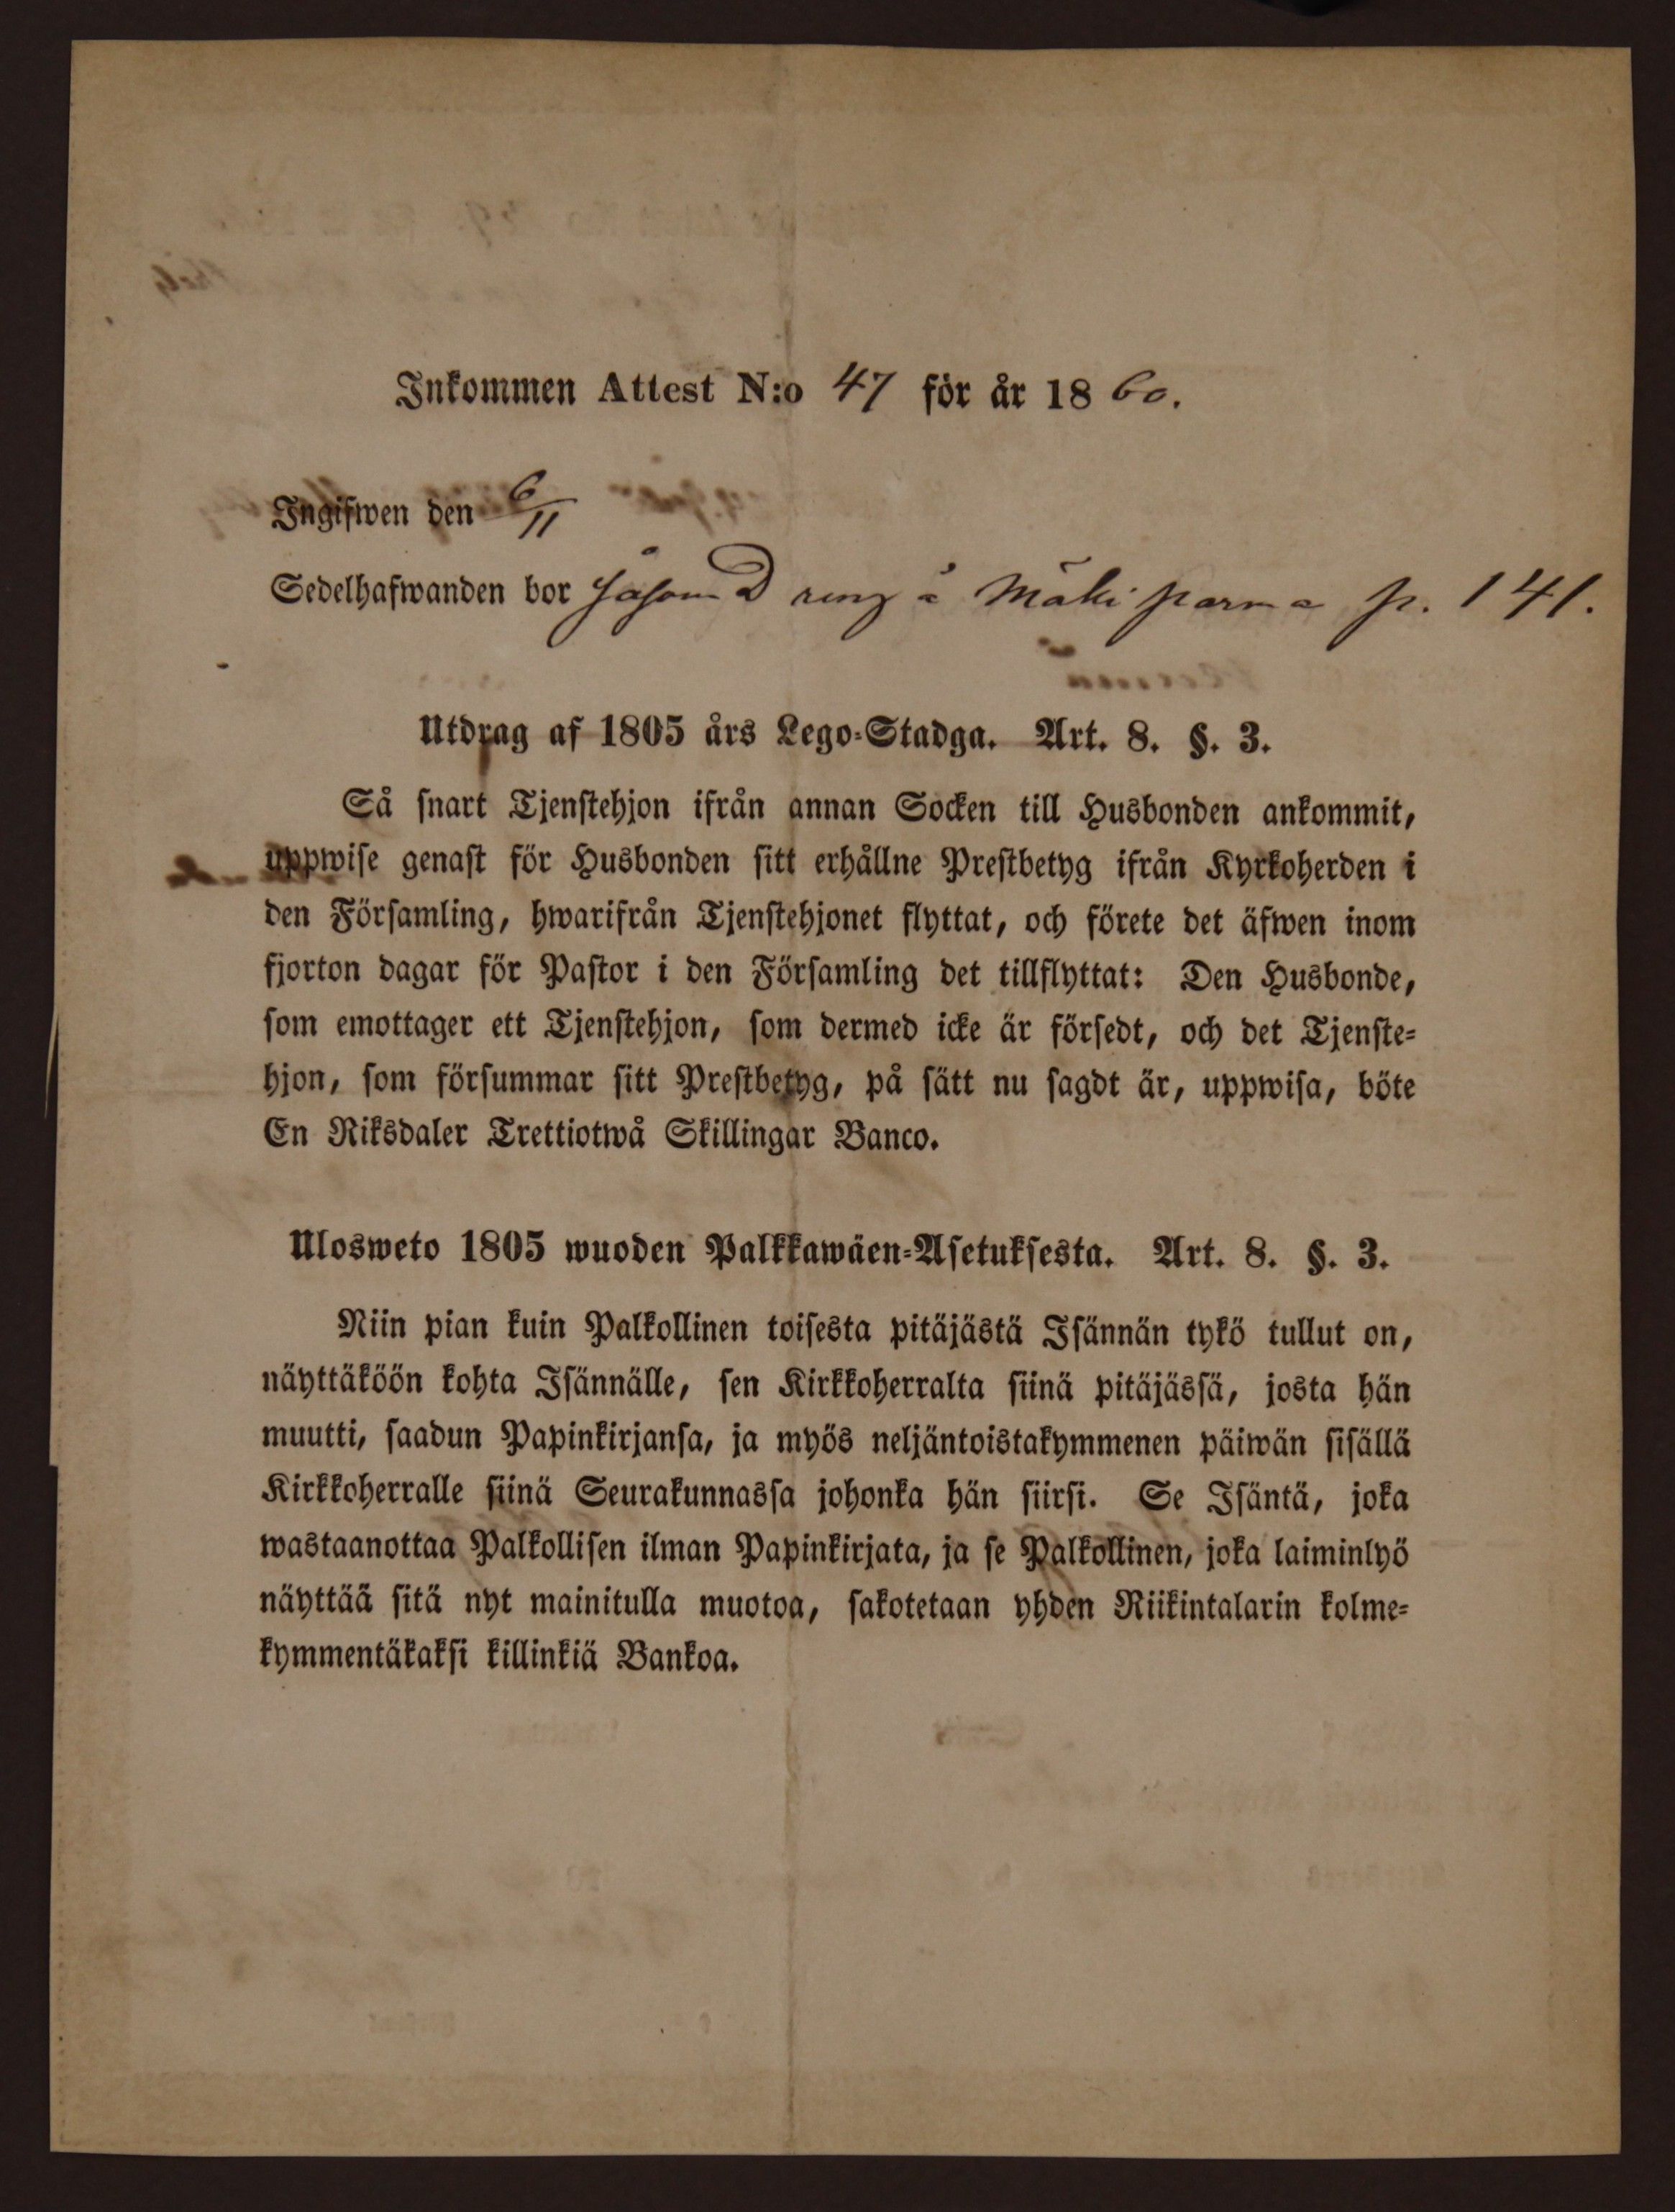 Inkommen Attest N:o 47 för år 1860.
Ingifwen den 6/11
Sedelhafwanden bor såsom Dreng å Mäkiparma p. 141.
Utdrag af 1805 års Lego-Stadga. Art. 8. §. 3.
Så snart Tjenstehjon ifrån annan Socken till Husbonden ankommit,
uppwise genast för Husbonden sitt erhållne Prestbetyg ifrån Kyrkoherden i
den Församling, hwarifrån Tjenstehjonet flyttat, och förete det äfwen inom
fjorton dagar för Pastor i den Församling det tillflyttat: Den Husbonde,
som emottager ett Tjenstehjon, som dermed icke är försedt, och det Tjenste-
hjon, som försummar sitt Prestbetyg, på sätt nu sagdt är, uppwisa, böte
En Riksdaler Trettiotwå Skillingar Banco.
Ulosweto 1805 wuoden Palkkawäen-Asetuksesta. Art. 8. §. 3.
Niin pian kuin Palkollinen toisesta pitäjästä Isännän tykö tullut on,
näyttäköön kohta Isännälle, sen Kirkkoherralta siinä pitäjässä, josta hän
muutti, saadun Papinkirjansa, ja myös neljäntoistakymmenen päiwän sisällä
Kirkkoherralle siinä Seurakunnassa johonka hän siirsi. Se Isäntä, joka
wastaanottaa Palkollisen ilman Papinkirjata, ja se Palkollinen, joka laiminlyö
näyttää sitä nyt mainitulla muotoa, sakotetaan yhden Riikintalarin kolme-
kymmentäkaksi killinkiä Bankoa.